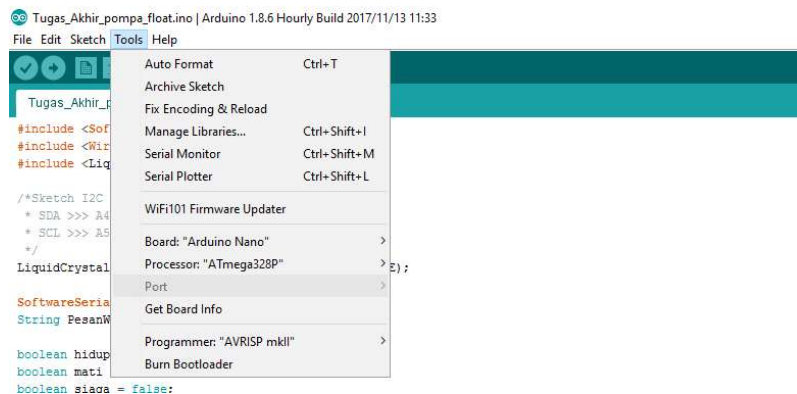 Tugas_Akhir_pompa_float.ino | Arduino 1.8.6 Hourly Build 2017/11/13 11:33
File Edit Sketch Tools Help
Auto Format Ctrl+T
Archive Sketch
Tugas_Akhir_p
Fix Encoding & Reload
#include <Sof
Manage Libraries... Ctrl+Shift+I
#include <Wir
Serial Monitor Ctrl+Shift+M
#include <Liq
Serial Plotter Ctrl+Shift+L
/*Sketch I2C
WiFi101 Firmware Updater
* SDA >>> A4
* SCL >>> A5
Board: "Arduino Nano"
*/
LiquidCrystal
Processor: "ATmega328P"
E);
Port
SoftwareSeria
Get Board Info
String PesanW
Programmer: "AVRISP mkII"
boolean hidup
Burn Bootloader
boolean mati
boolean siaga = false;